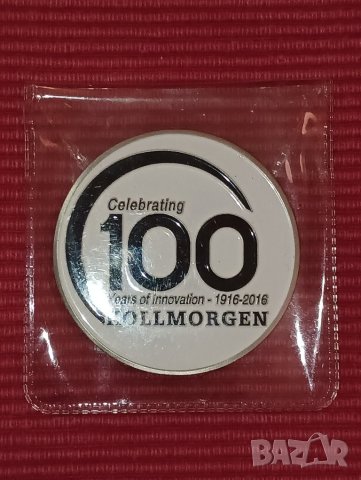 Celebrating
100
Years of innovation - 1916-2016
KOLLMORGEN
BAZAR